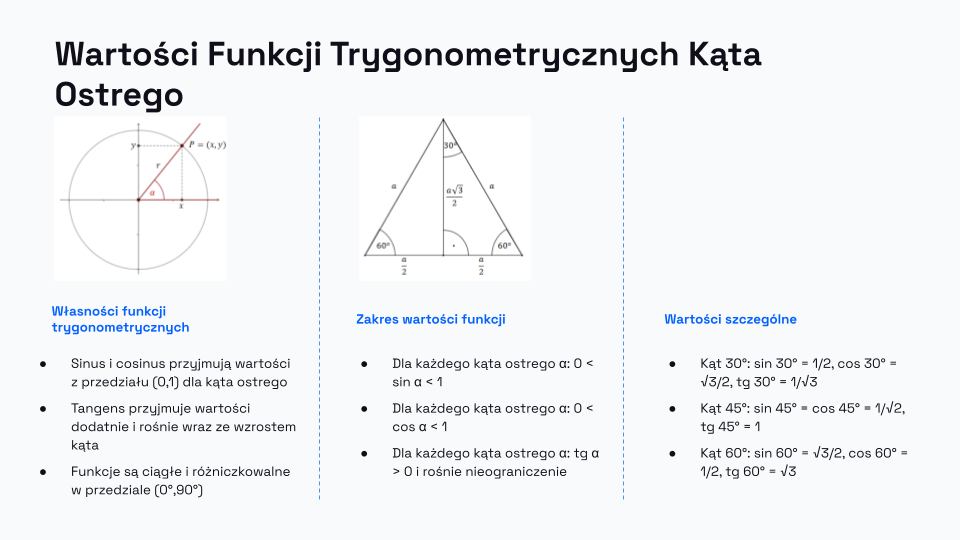 Wartości Funkcji Trygonometrycznych Kąta
Ostrego
y
P = (x, y)
r
α
x
30°
a
a√3
2
a
60°
60°
a
2
a
2
Własności funkcji
trygonometrycznych
● Sinus i cosinus przyjmują wartości
z przedziału (0,1) dla kąta ostrego
● Tangens przyjmuje wartości
dodatnie i rośnie wraz ze wzrostem
kąta
● Funkcje są ciągłe i różniczkowalne
w przedziale (0°,90°)
Zakres wartości funkcji
● Dla każdego kąta ostrego α: 0 <
sin α < 1
● Dla każdego kąta ostrego α: 0 <
cos α < 1
● Dla każdego kąta ostrego α: tg α
> 0 i rośnie nieograniczenie
Wartości szczególne
● Kąt 30°: sin 30° = 1/2, cos 30° =
√3/2, tg 30° = 1/√3
● Kąt 45°: sin 45° = cos 45° = 1/√2,
tg 45° = 1
● Kąt 60°: sin 60° = √3/2, cos 60° =
1/2, tg 60° = √3